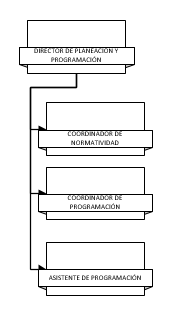 DIRECTOR DE PLANEACION Y
PROGRAMACIÓN
COORDINADOR DE
NORMATIVIDAD
COORDINADOR DE
PROGRAMACIÓN
ASISTENTE DE PROGRAMACIÓN